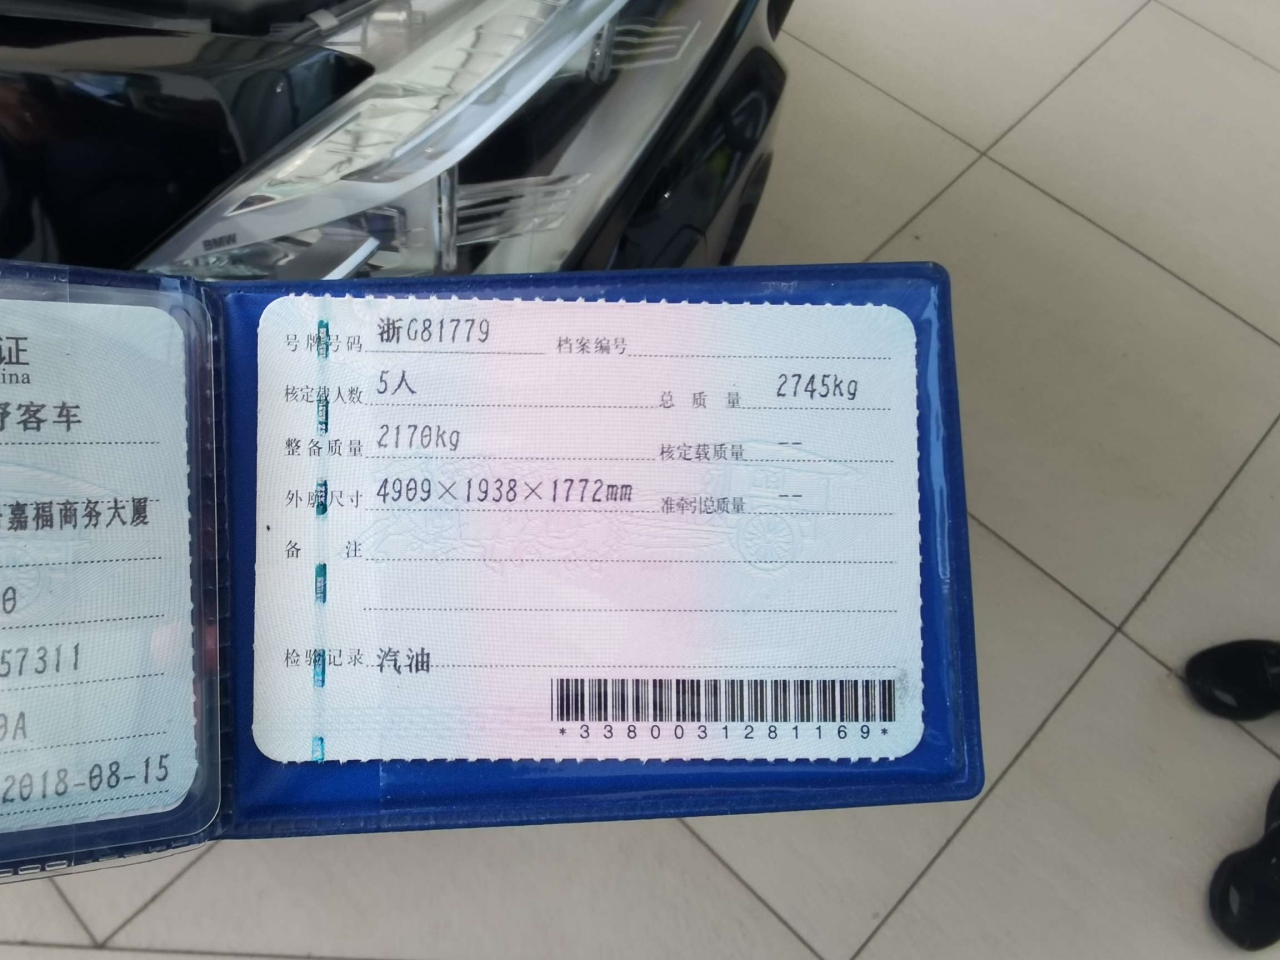 BMW
证
ina
客车
嘉福商务大厦
0
57311
0A
2018-08-15
号牌号码 浙G81779 档案编号
核定载人数 5人 总质量 2745kg
整备质量 2170kg 核定载质量 --
外廓尺寸 4909×1938×1772mm 准牵引总质量 --
备注
检验记录 汽油
*3380031281169*